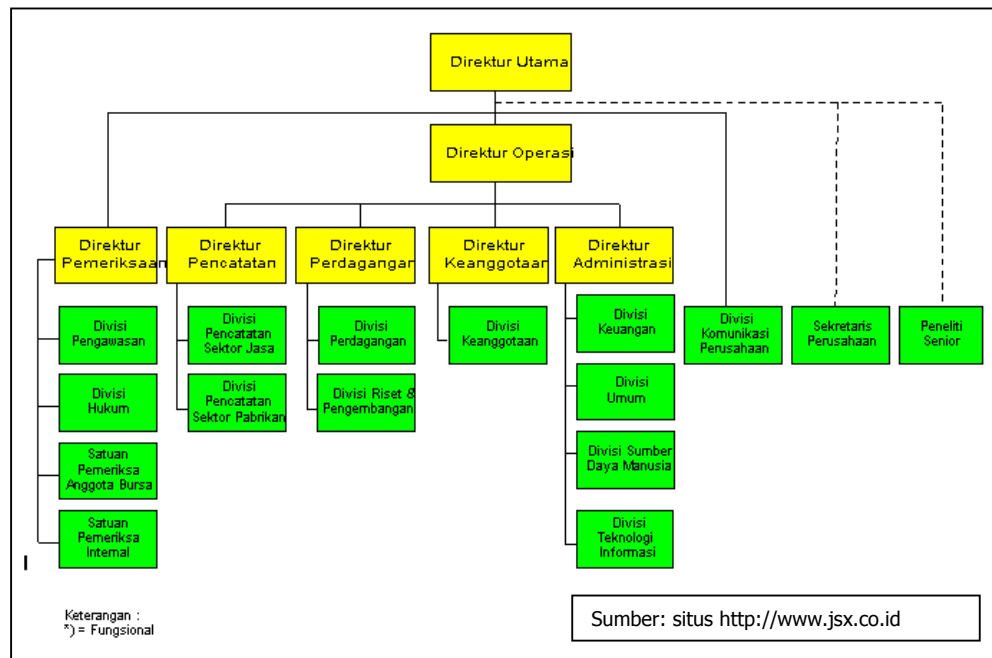 Direktur Utama
Direktur Operasi
Direktur
Pemeriksaan
Direktur
Pencatatan
Direktur
Perdagangan
Direktur
Keanggotaan
Direktur
Administrasi
Divisi
Pengawasan
Divisi
Pencatatan
Sektor Jasa
Divisi
Perdagangan
Divisi
Keanggotaan
Divisi
Keuangan
Divisi
Komunikasi
Perusahaan
Sekretaris
Perusahaan
Peneliti
Senior
Divisi
Hukum
Divisi
Pencatatan
Sektor Pabrikan
Divisi Riset &
Pengembangan
Divisi
Umum
Satuan
Pemeriksa
Anggota Bursa
Divisi Sumber
Daya Manusia
Satuan
Pemeriksa
Internal
Divisi
Teknologi
Informasi
Keterangan :
*) = Fungsional
Sumber: situs http://www.jsx.co.id